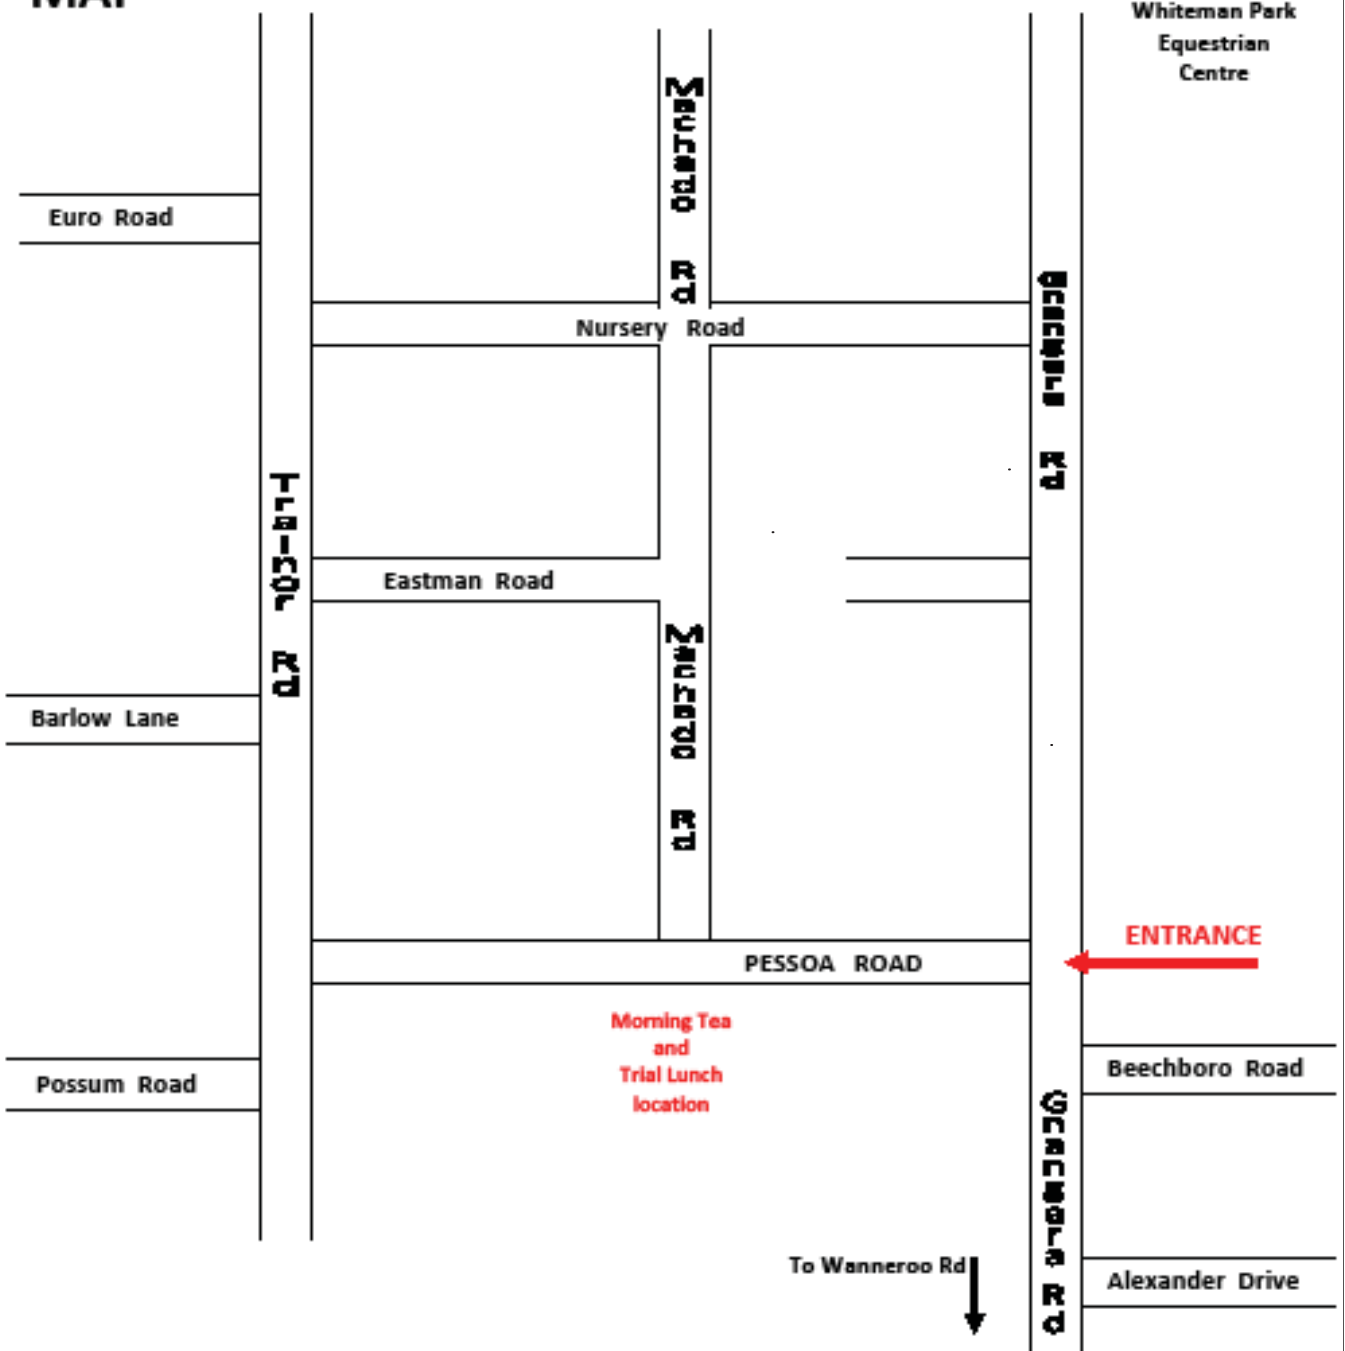 MAP
Whiteman Park
Equestrian
Centre
Machado Rd
Euro Road
Gnangara Rd
Nursery Road
Trainor Rd
Eastman Road
Machado Rd
Barlow Lane
ENTRANCE
PESSOA ROAD
Morning Tea
and
Trial Lunch
location
Beechboro Road
Possum Road
Gnangara Rd
To Wanneroo Rd
Alexander Drive